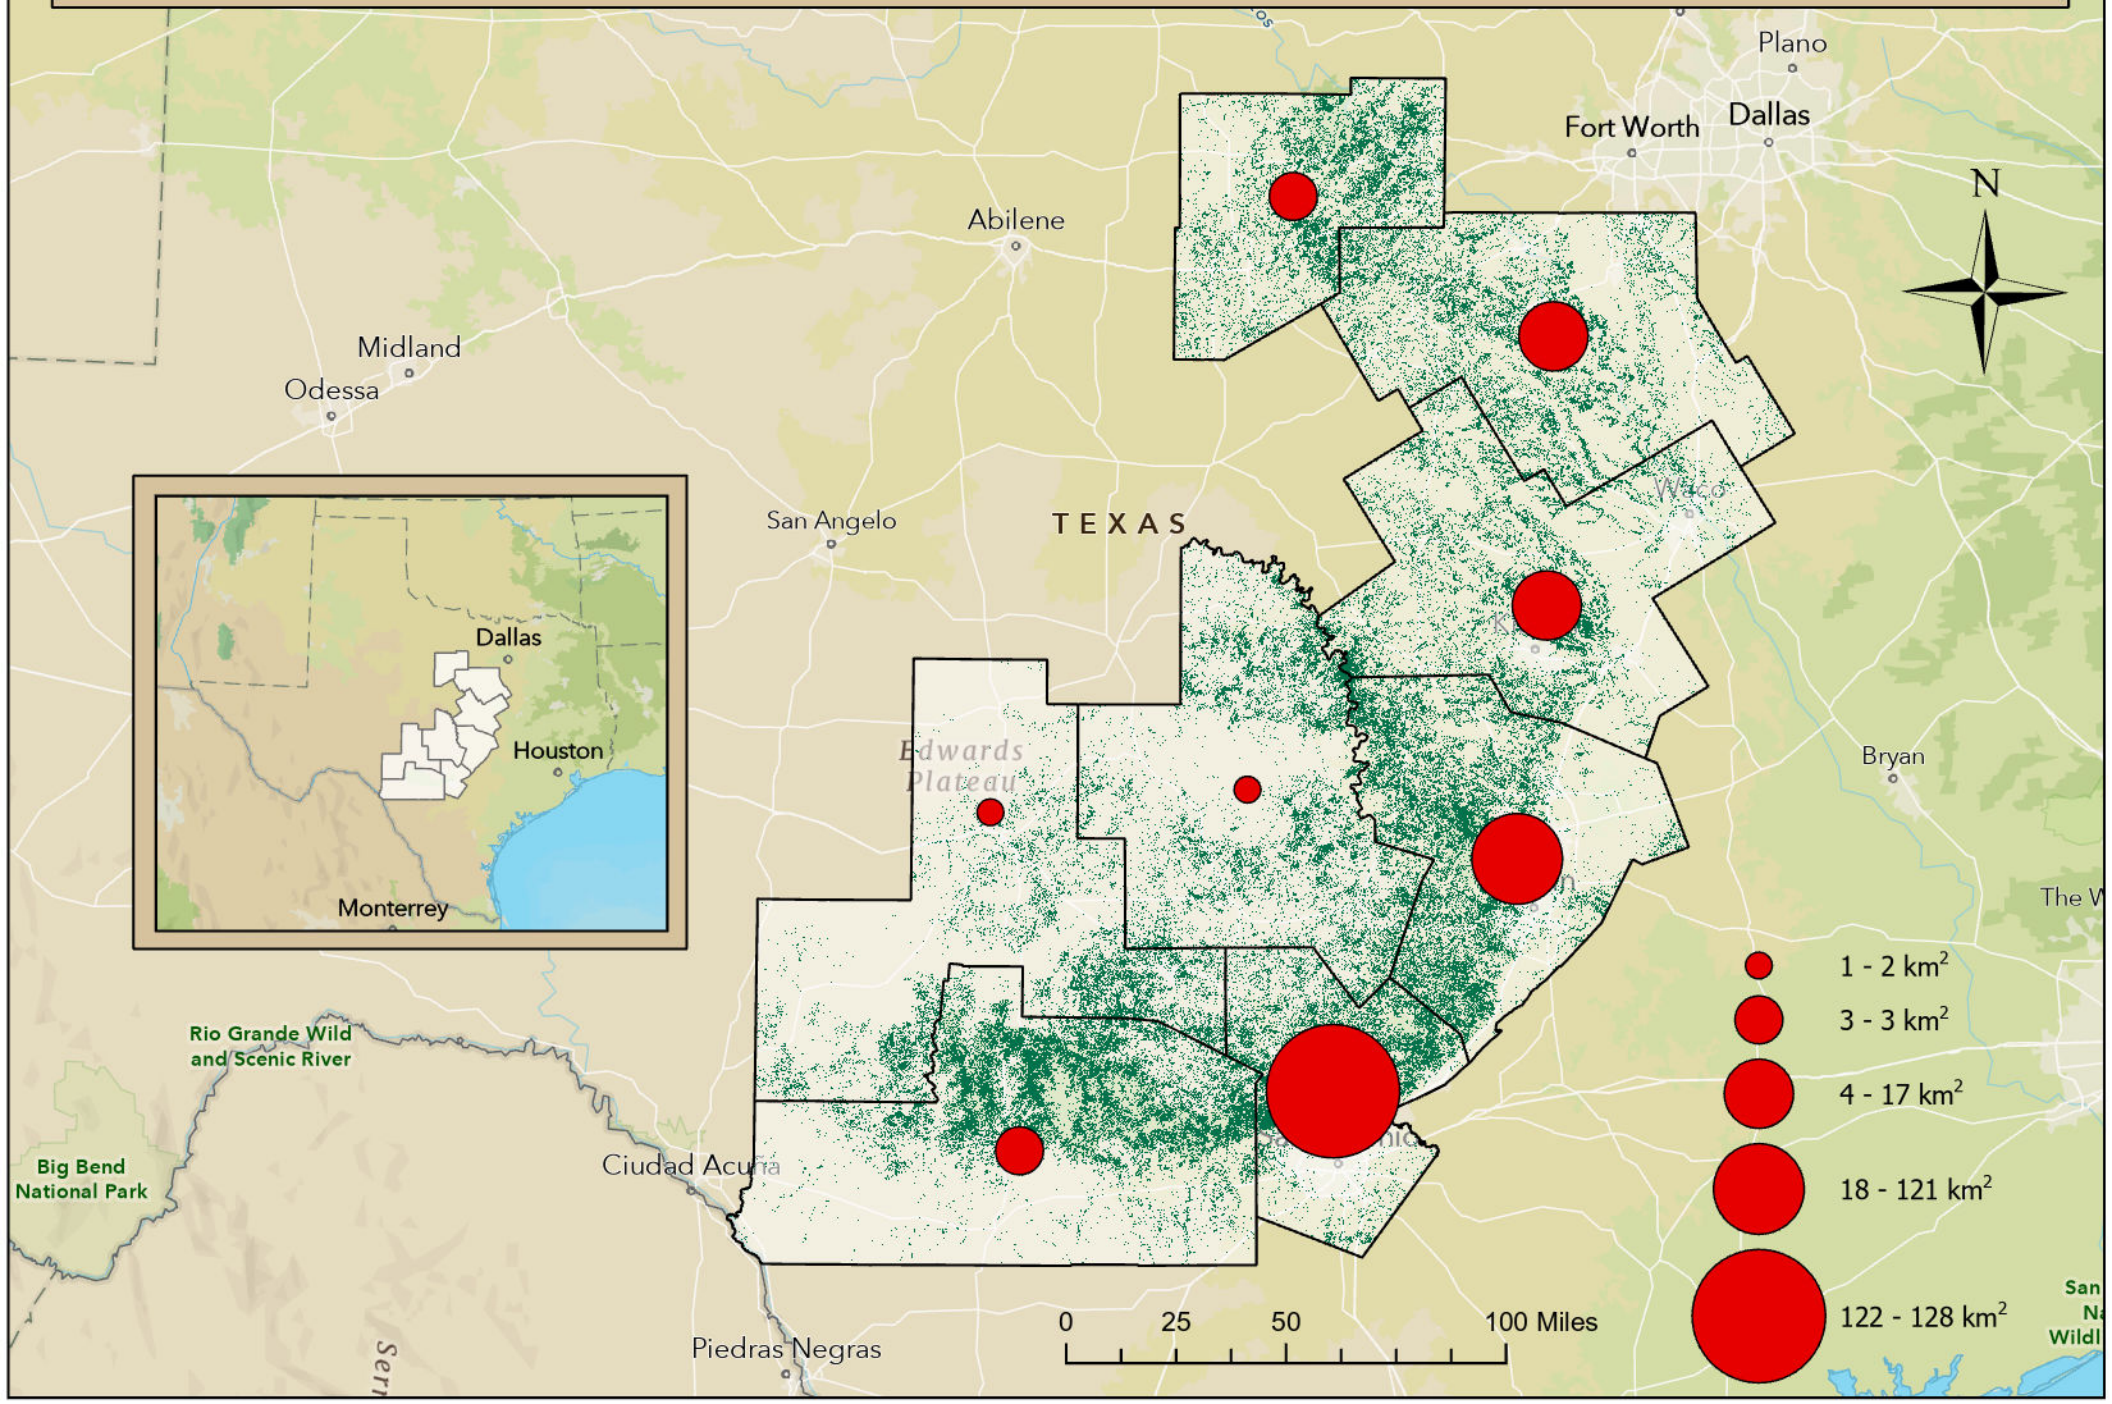 Plano
Fort Worth
Dallas
N
Abilene
Midland
Odessa
Waco
San Angelo
TEXAS
Dallas
Houston
Monterrey
Edwards
Plateau
Bryan
1 - 2 km²
3 - 3 km²
4 - 17 km²
18 - 121 km²
122 - 128 km²
Rio Grande Wild
and Scenic River
Big Bend
National Park
Ciudad Acuña
Piedras Negras
0 25 50 100 Miles